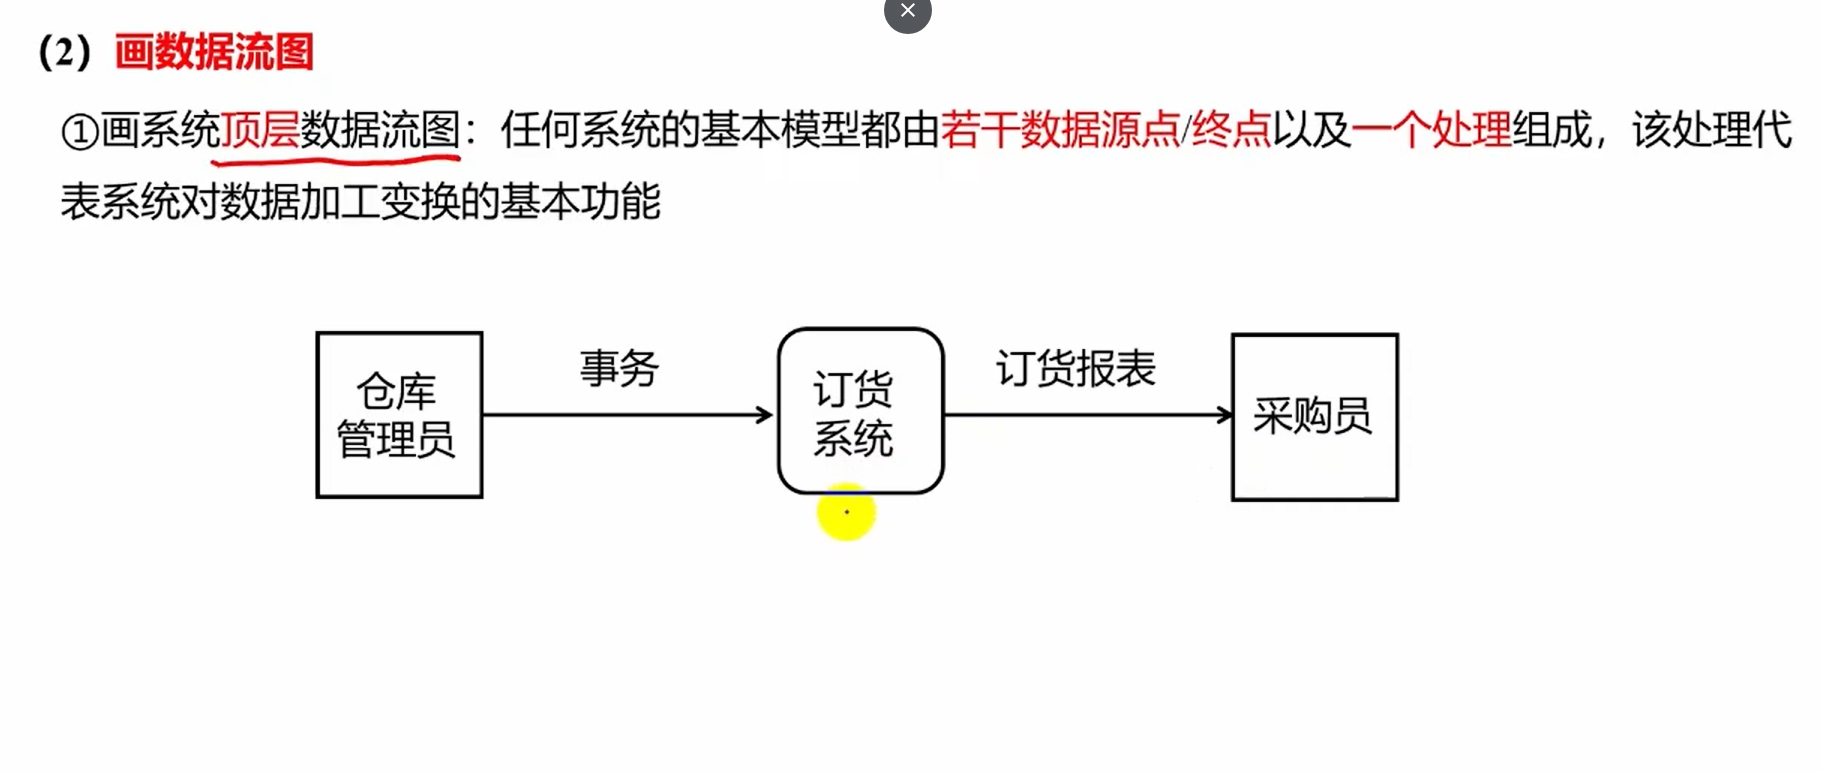 （2）画数据流图
①画系统顶层数据流图：任何系统的基本模型都由若干数据源点/终点以及一个处理组成，该处理代
表系统对数据加工变换的基本功能
仓库
管理员
事务
订货
系统
订货报表
采购员